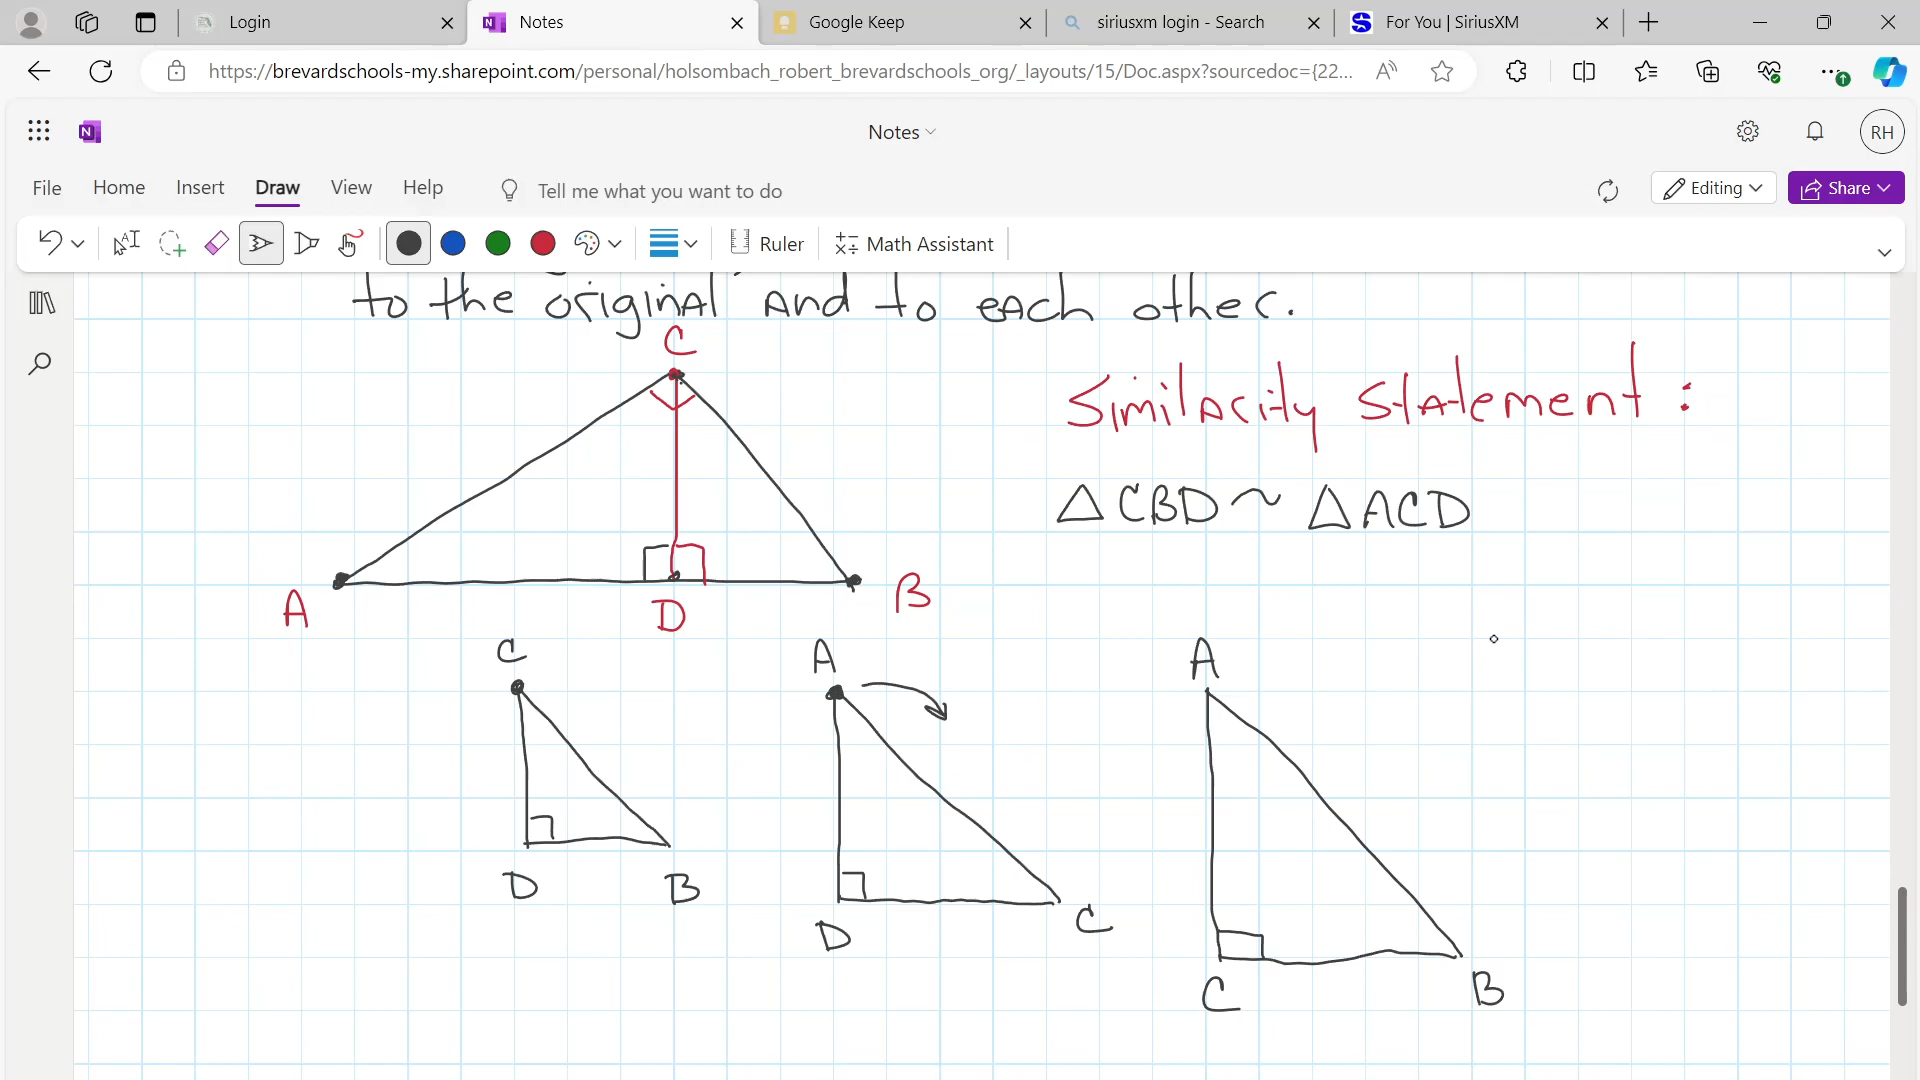 Login
Notes
Google Keep
siriusxm login - Search
For You | SiriusXM
https://brevardschools-my.sharepoint.com/personal/holsombach_robert_brevardschools_org/_layouts/15/Doc.aspx?sourcedoc={22...
Notes
RH
File Home Insert Draw View Help Tell me what you want to do
Editing Share
Ruler Math Assistant
to the original and to each other.
C
Similarity Statement:
△CBD ~ △ACD
A D B
C A A
D B
D C
C B